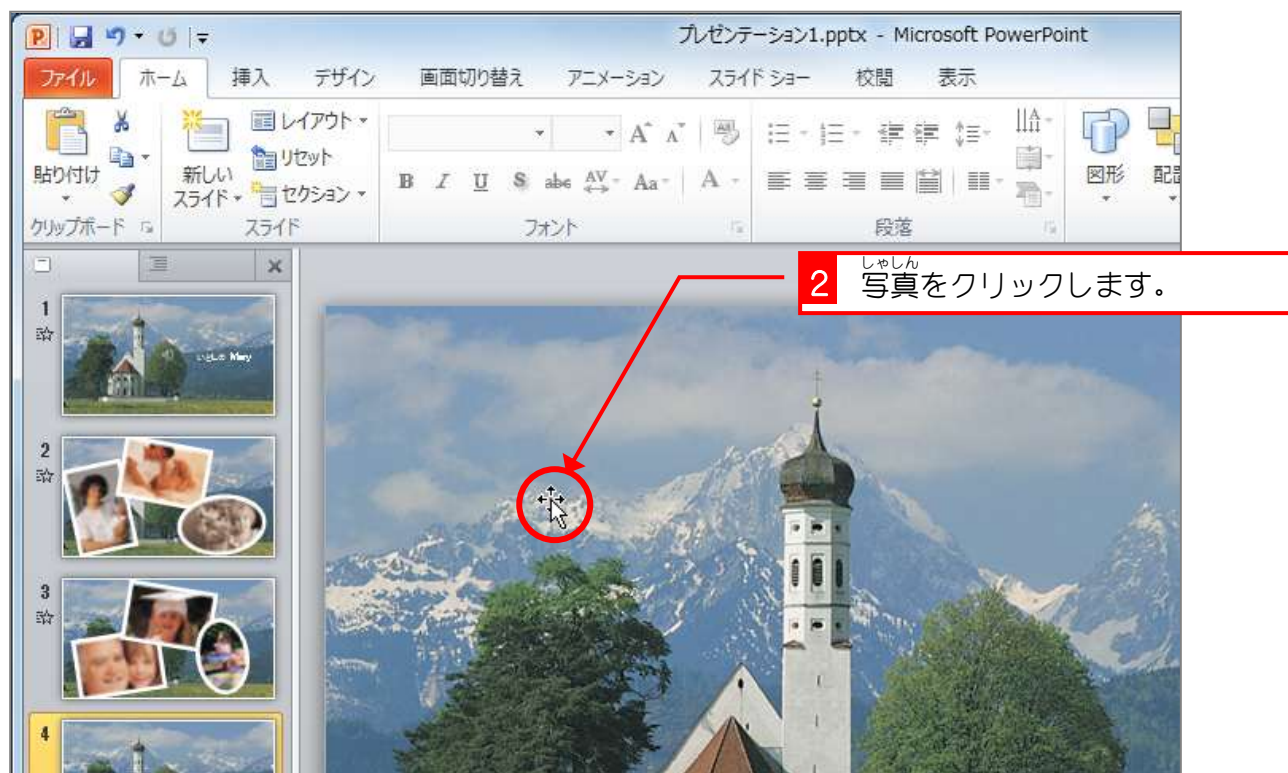 プレゼンテーション1.pptx - Microsoft PowerPoint
ファイル ホーム 挿入 デザイン 画面切り替え アニメーション スライド ショー 校閲 表示
貼り付け
新しい
スライド
レイアウト
リセット
セクション
B I U S abc AV Aa A
図形
クリップボード スライド フォント 段落
2 写真をクリックします。
しゃしん
1
Mary
2
3
4